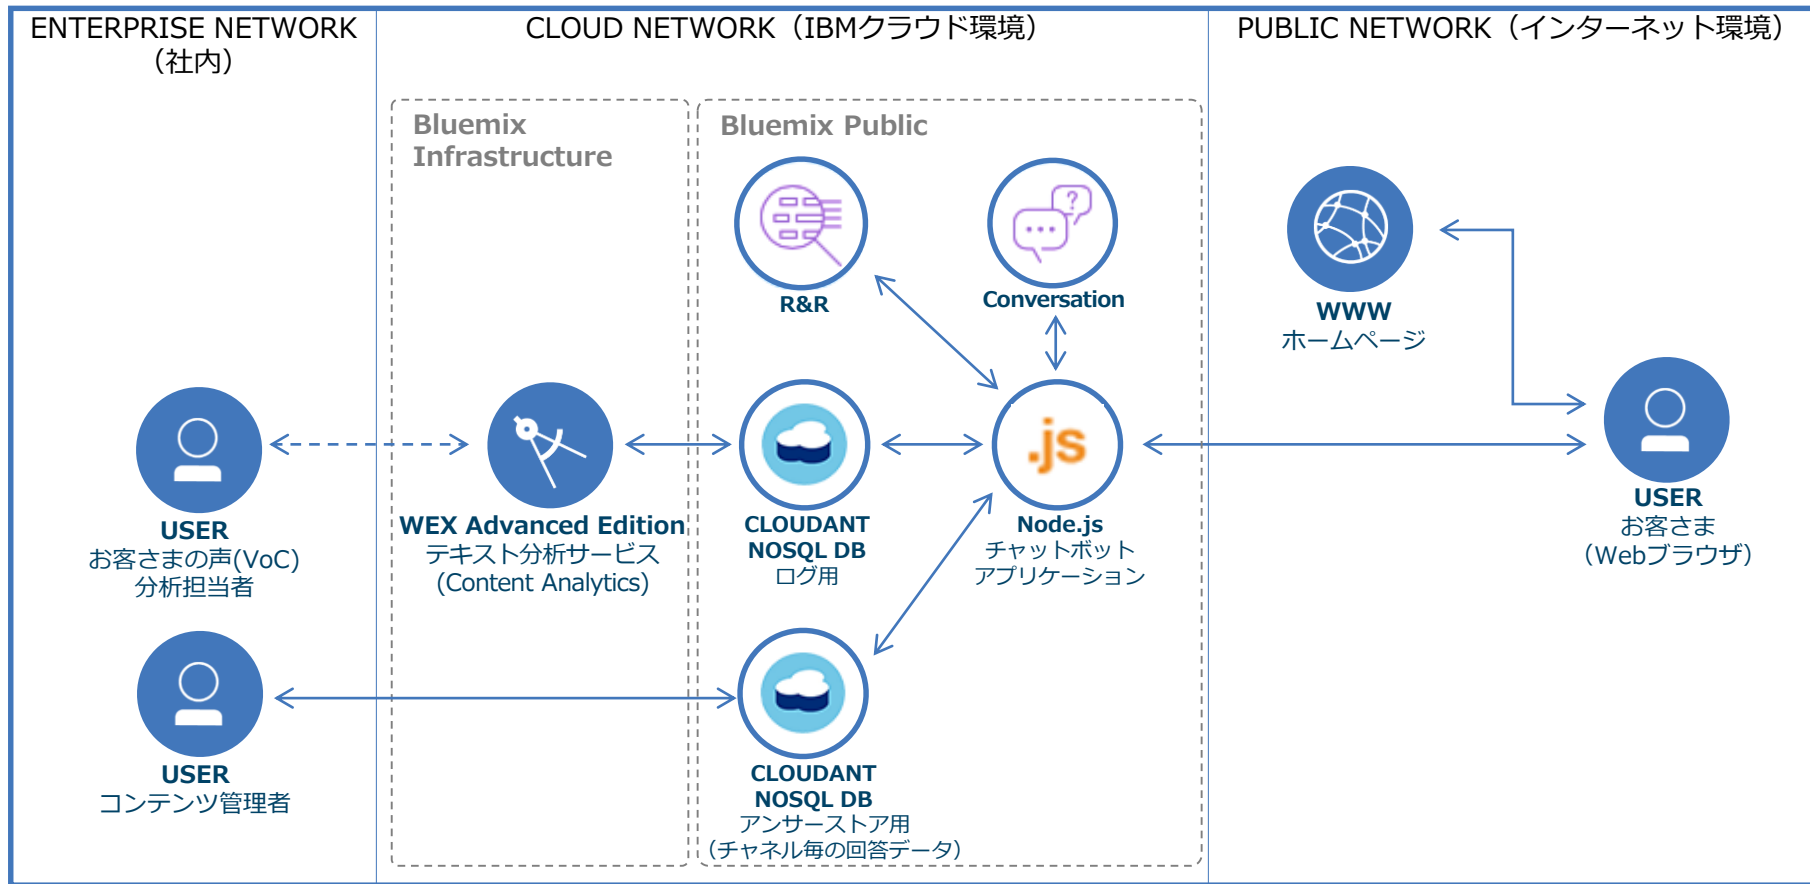 ENTERPRISE NETWORK
（社内）
CLOUD NETWORK（IBMクラウド環境）
PUBLIC NETWORK（インターネット環境）
Bluemix
Infrastructure
Bluemix Public
R&R
?
Conversation
WWW
ホームページ
USER
お客さまの声(VoC)
分析担当者
WEX Advanced Edition
テキスト分析サービス
(Content Analytics)
CLOUDANT
NOSQL DB
ログ用
.js
Node.js
チャットボット
アプリケーション
USER
お客さま
（Webブラウザ）
USER
コンテンツ管理者
CLOUDANT
NOSQL DB
アンサーストア用
（チャネル毎の回答データ）